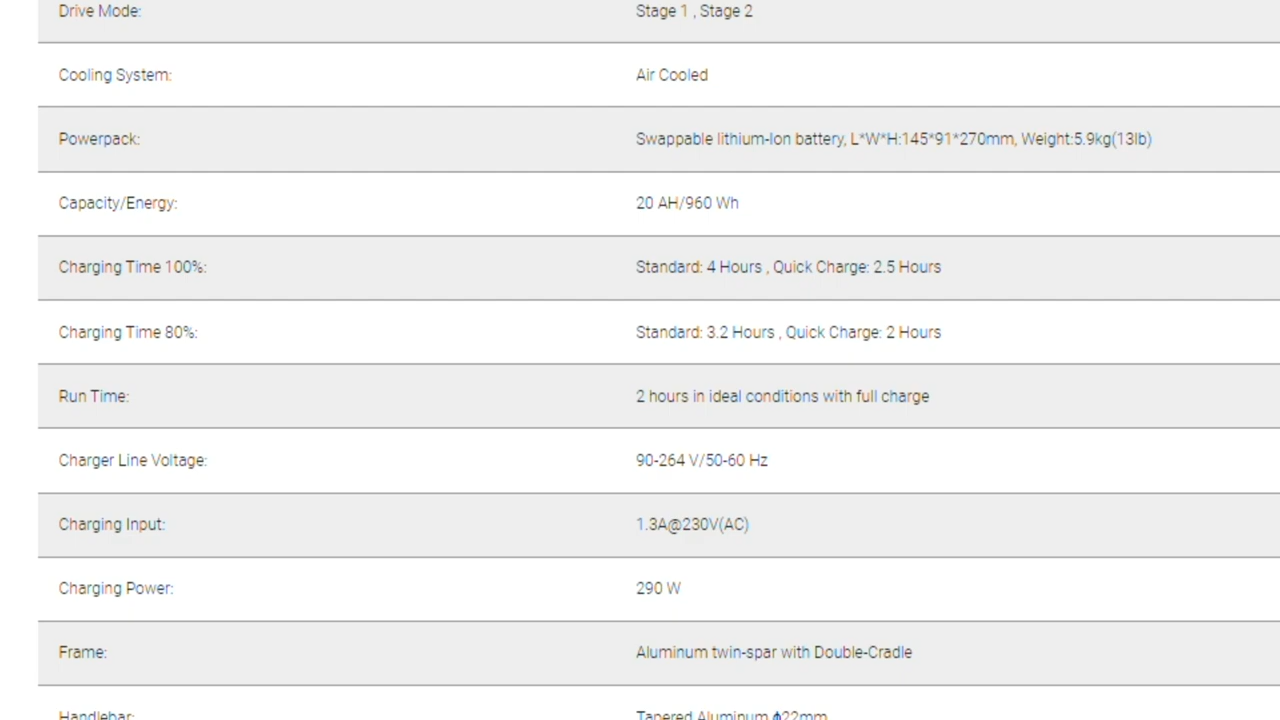 Drive Mode: Stage 1 , Stage 2
Cooling System: Air Cooled
Powerpack: Swappable lithium-Ion battery, L*W*H:145*91*270mm, Weight:5.9kg(13lb)
Capacity/Energy: 20 AH/960 Wh
Charging Time 100%: Standard: 4 Hours , Quick Charge: 2.5 Hours
Charging Time 80%: Standard: 3.2 Hours , Quick Charge: 2 Hours
Run Time: 2 hours in ideal conditions with full charge
Charger Line Voltage: 90-264 V/50-60 Hz
Charging Input: 1.3A@230V(AC)
Charging Power: 290 W
Frame: Aluminum twin-spar with Double-Cradle
Handlebar: Tapered Aluminum ϕ22mm